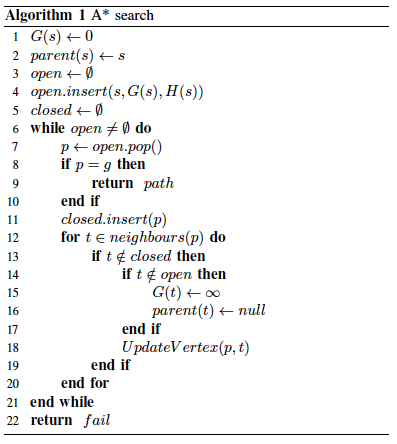 Algorithm 1 A* search
1 G(s) ← 0
2 parent(s) ← s
3 open ← ∅
4 open.insert(s, G(s), H(s))
5 closed ← ∅
6 while open ≠ ∅ do
7 p ← open.pop()
8 if p = g then
9 return path
10 end if
11 closed.insert(p)
12 for t ∈ neighbours(p) do
13 if t ∉ closed then
14 if t ∉ open then
15 G(t) ← ∞
16 parent(t) ← null
17 end if
18 UpdateVertex(p, t)
19 end if
20 end for
21 end while
22 return fail